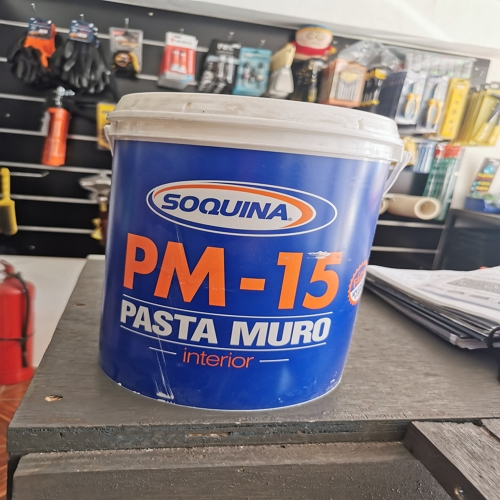 SOQUINA
PM-15
PASTA MURO
interior